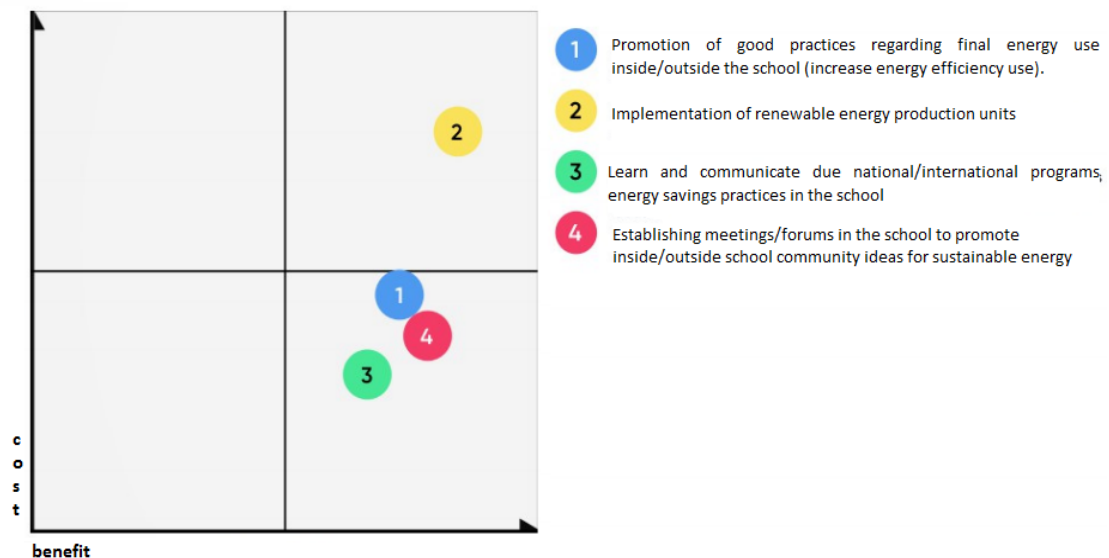 2
1
4
3
c
o
s
t
benefit
1 Promotion of good practices regarding final energy use
inside/outside the school (increase energy efficiency use).
2 Implementation of renewable energy production units
3 Learn and communicate due national/international programs,
energy savings practices in the school
4 Establishing meetings/forums in the school to promote
inside/outside school community ideas for sustainable energy